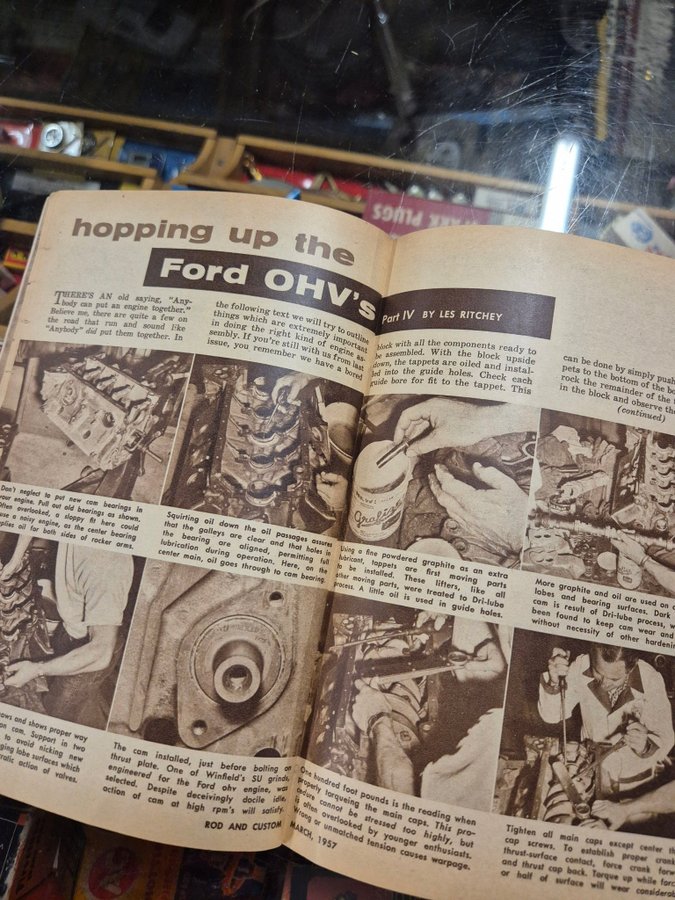 hopping up the
Ford OHV's
Part IV BY LES RITCHEY
THERE'S AN old saying, "Any-
body can put an engine together."
Believe me, there are quite a few on
the road that run and sound like
"Anybody" did put them together. In
the following text we will try to outline
things which are extremely important
in doing the right kind of engine as-
sembly. If you're still with us from last
issue, you remember we have a bored
block with all the components ready to
be assembled. With the block upside
down, the tappets are oiled and instal-
led into the guide holes. Check each
guide bore for fit to the tappet. This
can be done by simply push
pets to the bottom of the bo
rock the remainder of the
in the block and observe the
(continued)
Don't neglect to put new cam bearings in
your engine. Pull out old bearings as shown.
Often overlooked, a sloppy fit here could
be a noisy engine, as the center bearing
plies oil for both sides of rocker arms.
Squirting oil down the oil passages assures
that the galleys are clear and that holes in
the bearing are aligned, permitting full
lubrication during operation. Here, on the
center main, oil goes through to cam bearing.
Using a fine powdered graphite as an extra
lubricant, tappets are first moving parts
to be installed. These lifters, like all
other moving parts, were treated to Dri-lube
process. A little oil is used in guide holes.
More graphite and oil are used on c
lobes and bearing surfaces. Dark
cam is result of Dri-lube process, w
been found to keep cam wear and
without necessity of other hardenin
ows and shows proper way
on cam. Support in two
to avoid nicking new
ging lobe surfaces which
ratic action of valves.
The cam installed, just before bolting on
thrust plate. One of Winfield's SU grinds,
engineered for the Ford ohv engine, was
selected. Despite deceivingly docile idle,
action of cam at high rpm's will satisfy.
One hundred foot pounds is the reading when
properly torqueing the main caps. This pro-
cedure cannot be stressed too highly, but
is often overlooked by younger enthusiasts.
Wrong or unmatched tension causes warpage.
Tighten all main caps except center th
cap screws. To establish proper crank
thrust-surface contact, force crank forw
and thrust cap back. Torque up while forc
or half of surface will wear considerab
ROD AND CUSTOM
MARCH, 1957
SPARK PLUGS